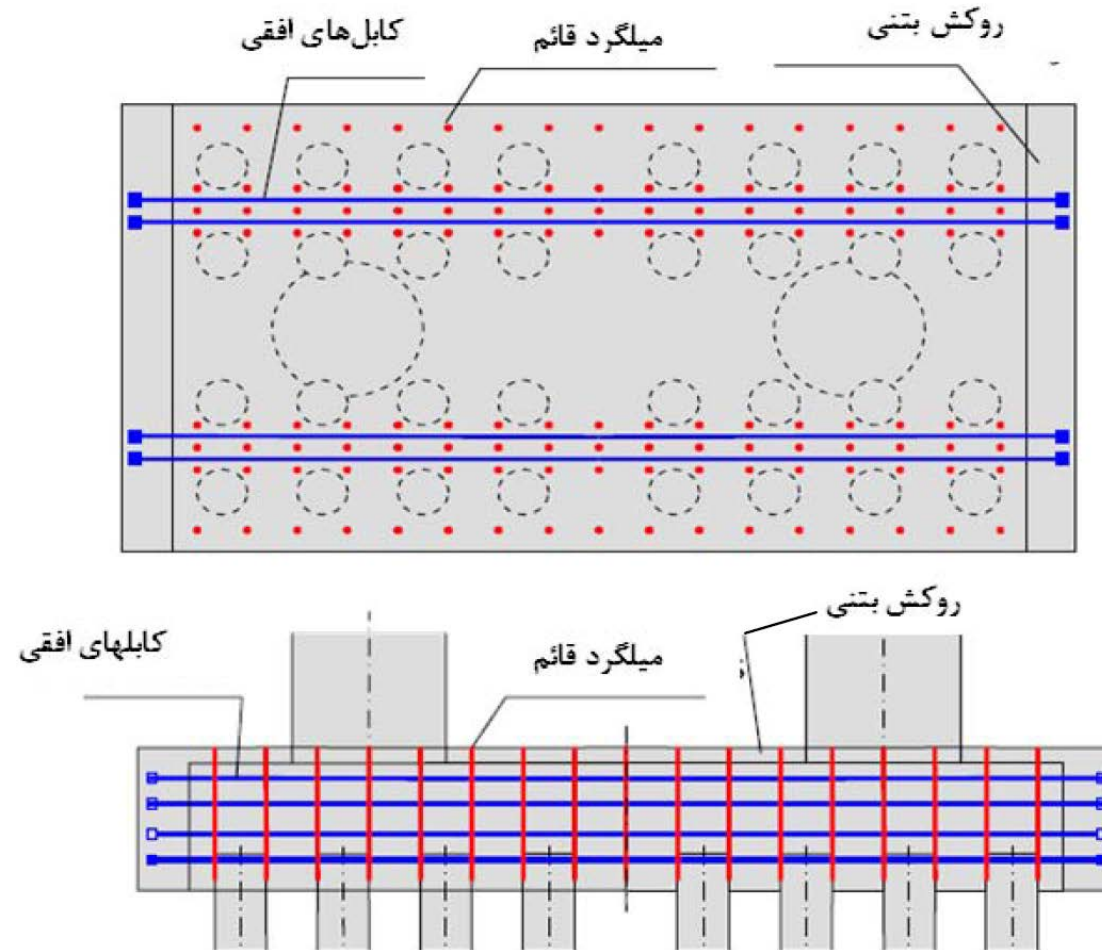 روکش بتنی
میلگرد قائم
کابل‌های افقی
روکش بتنی
میلگرد قائم
کابلهای افقی